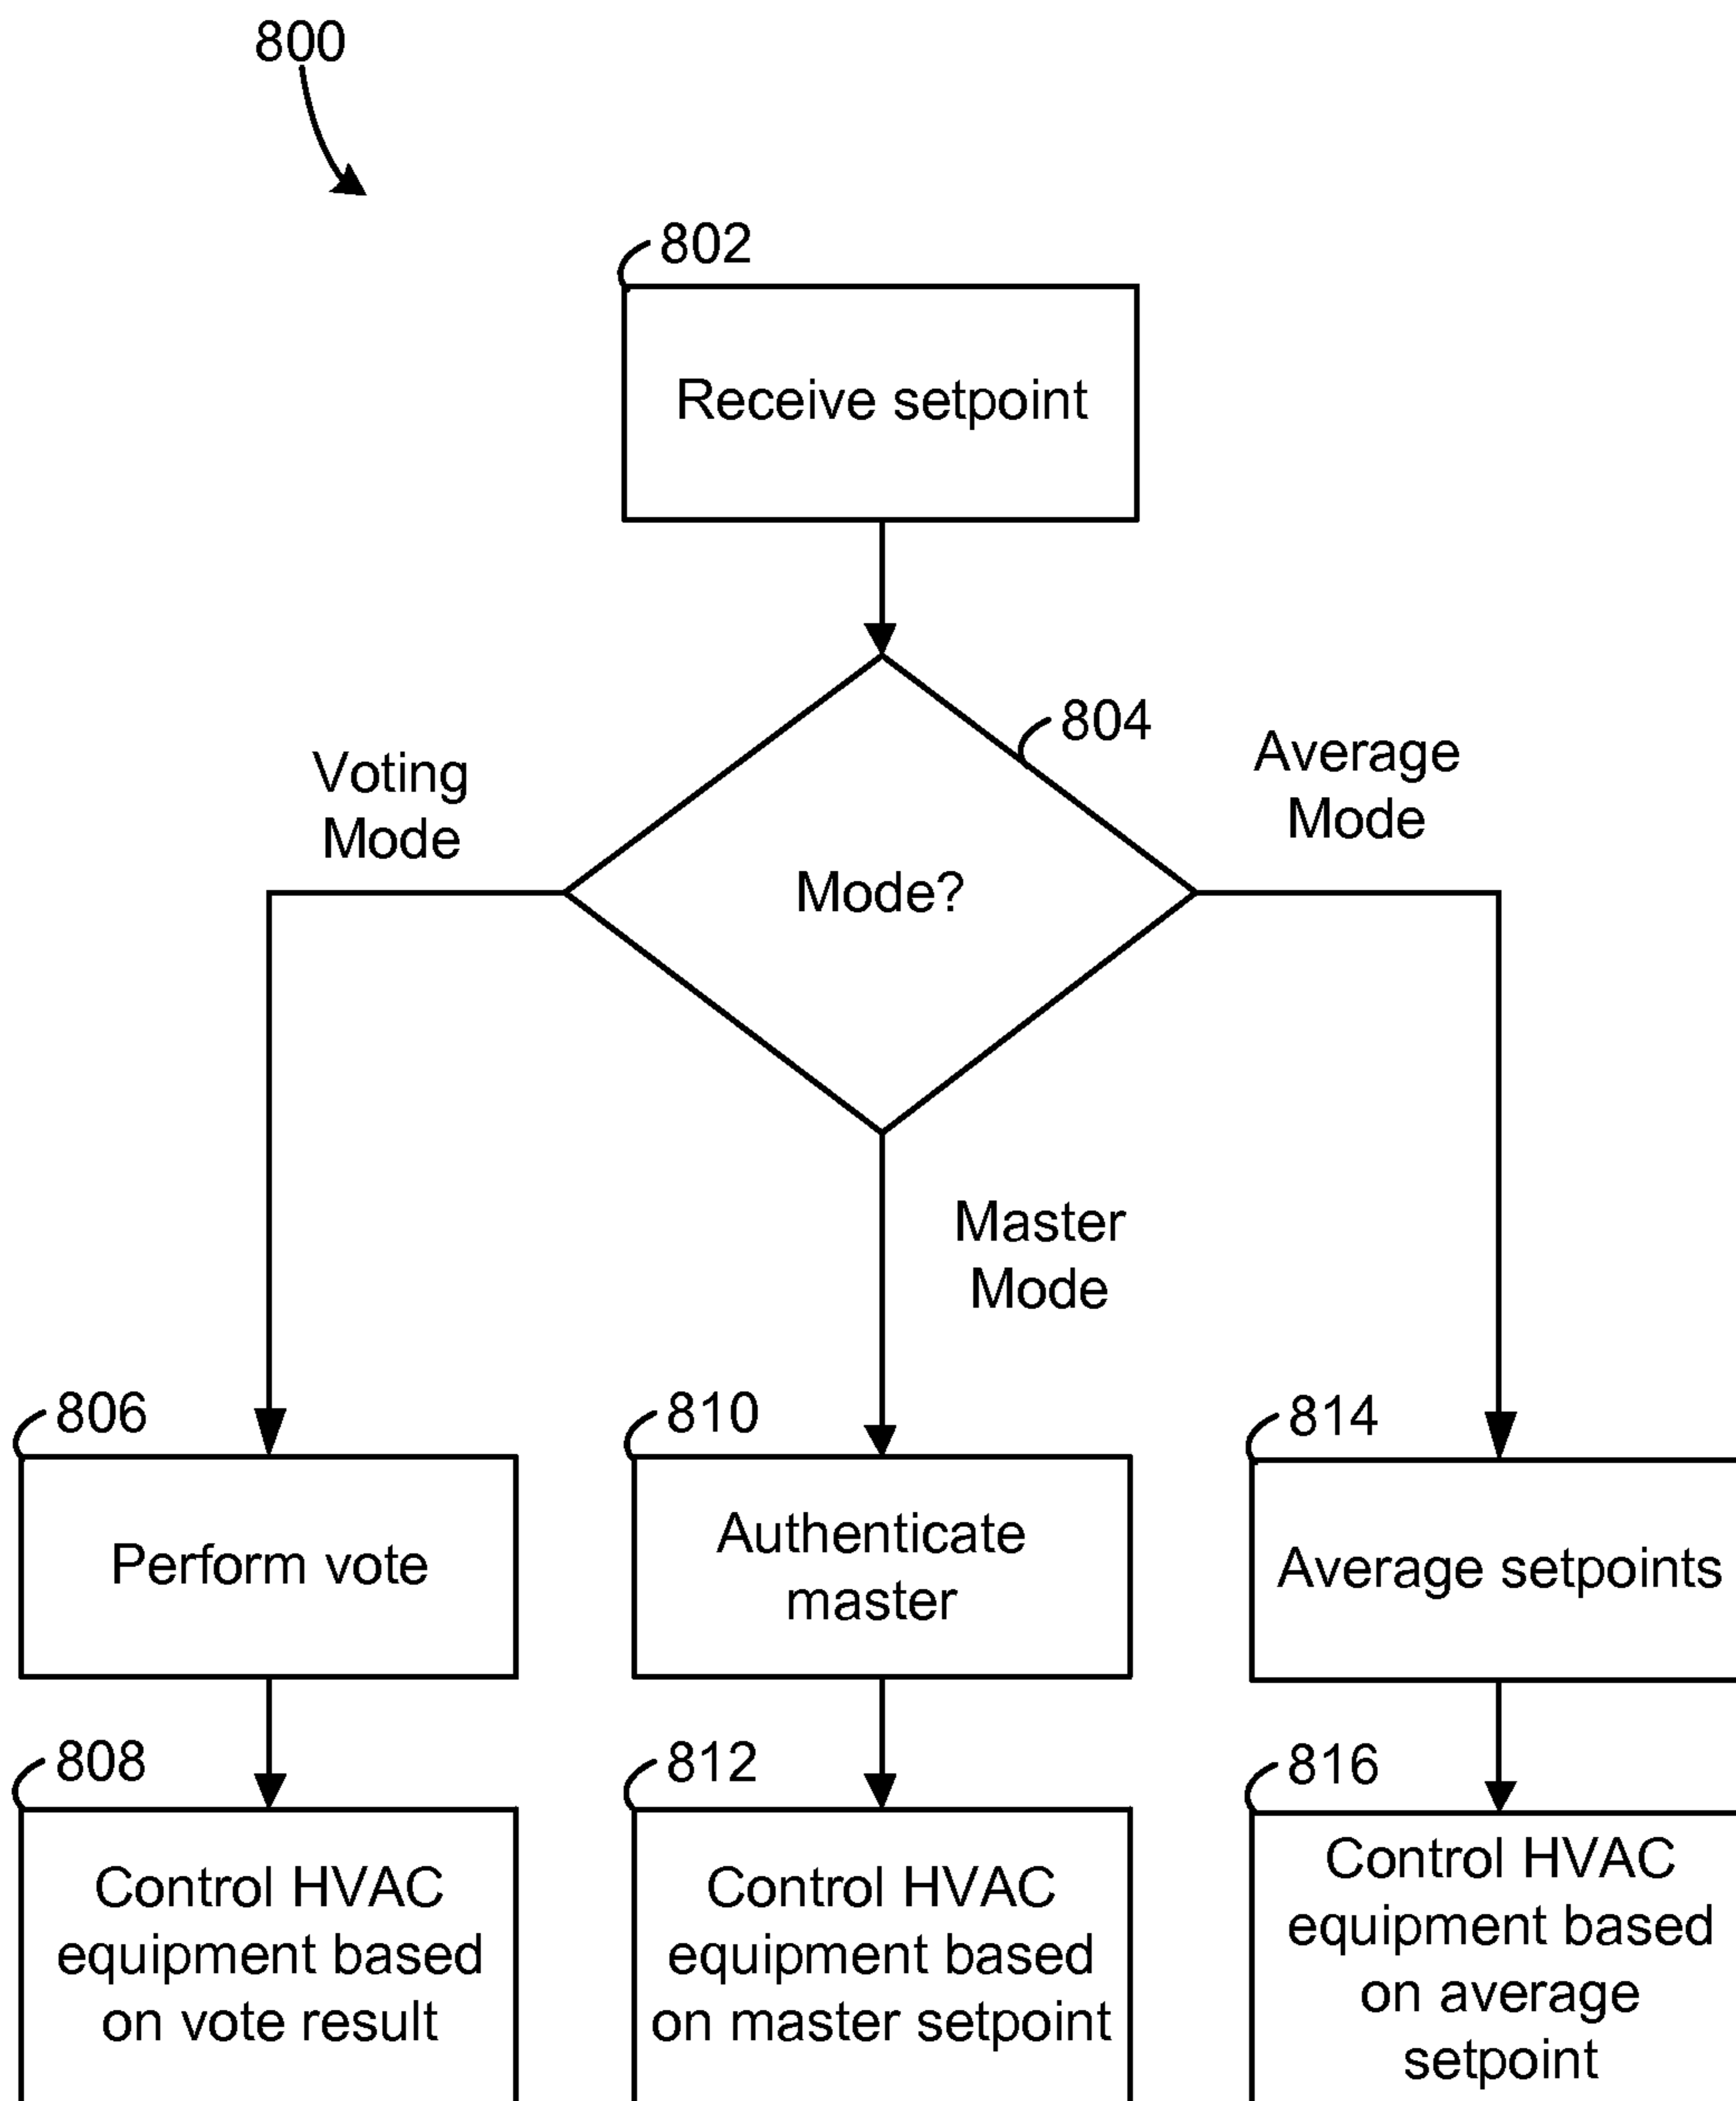 800
802
Receive setpoint
804
Voting
Mode
Mode?
Average
Mode
Master
Mode
806
Perform vote
810
Authenticate
master
814
Average setpoints
808
Control HVAC
equipment based
on vote result
812
Control HVAC
equipment based
on master setpoint
816
Control HVAC
equipment based
on average
setpoint